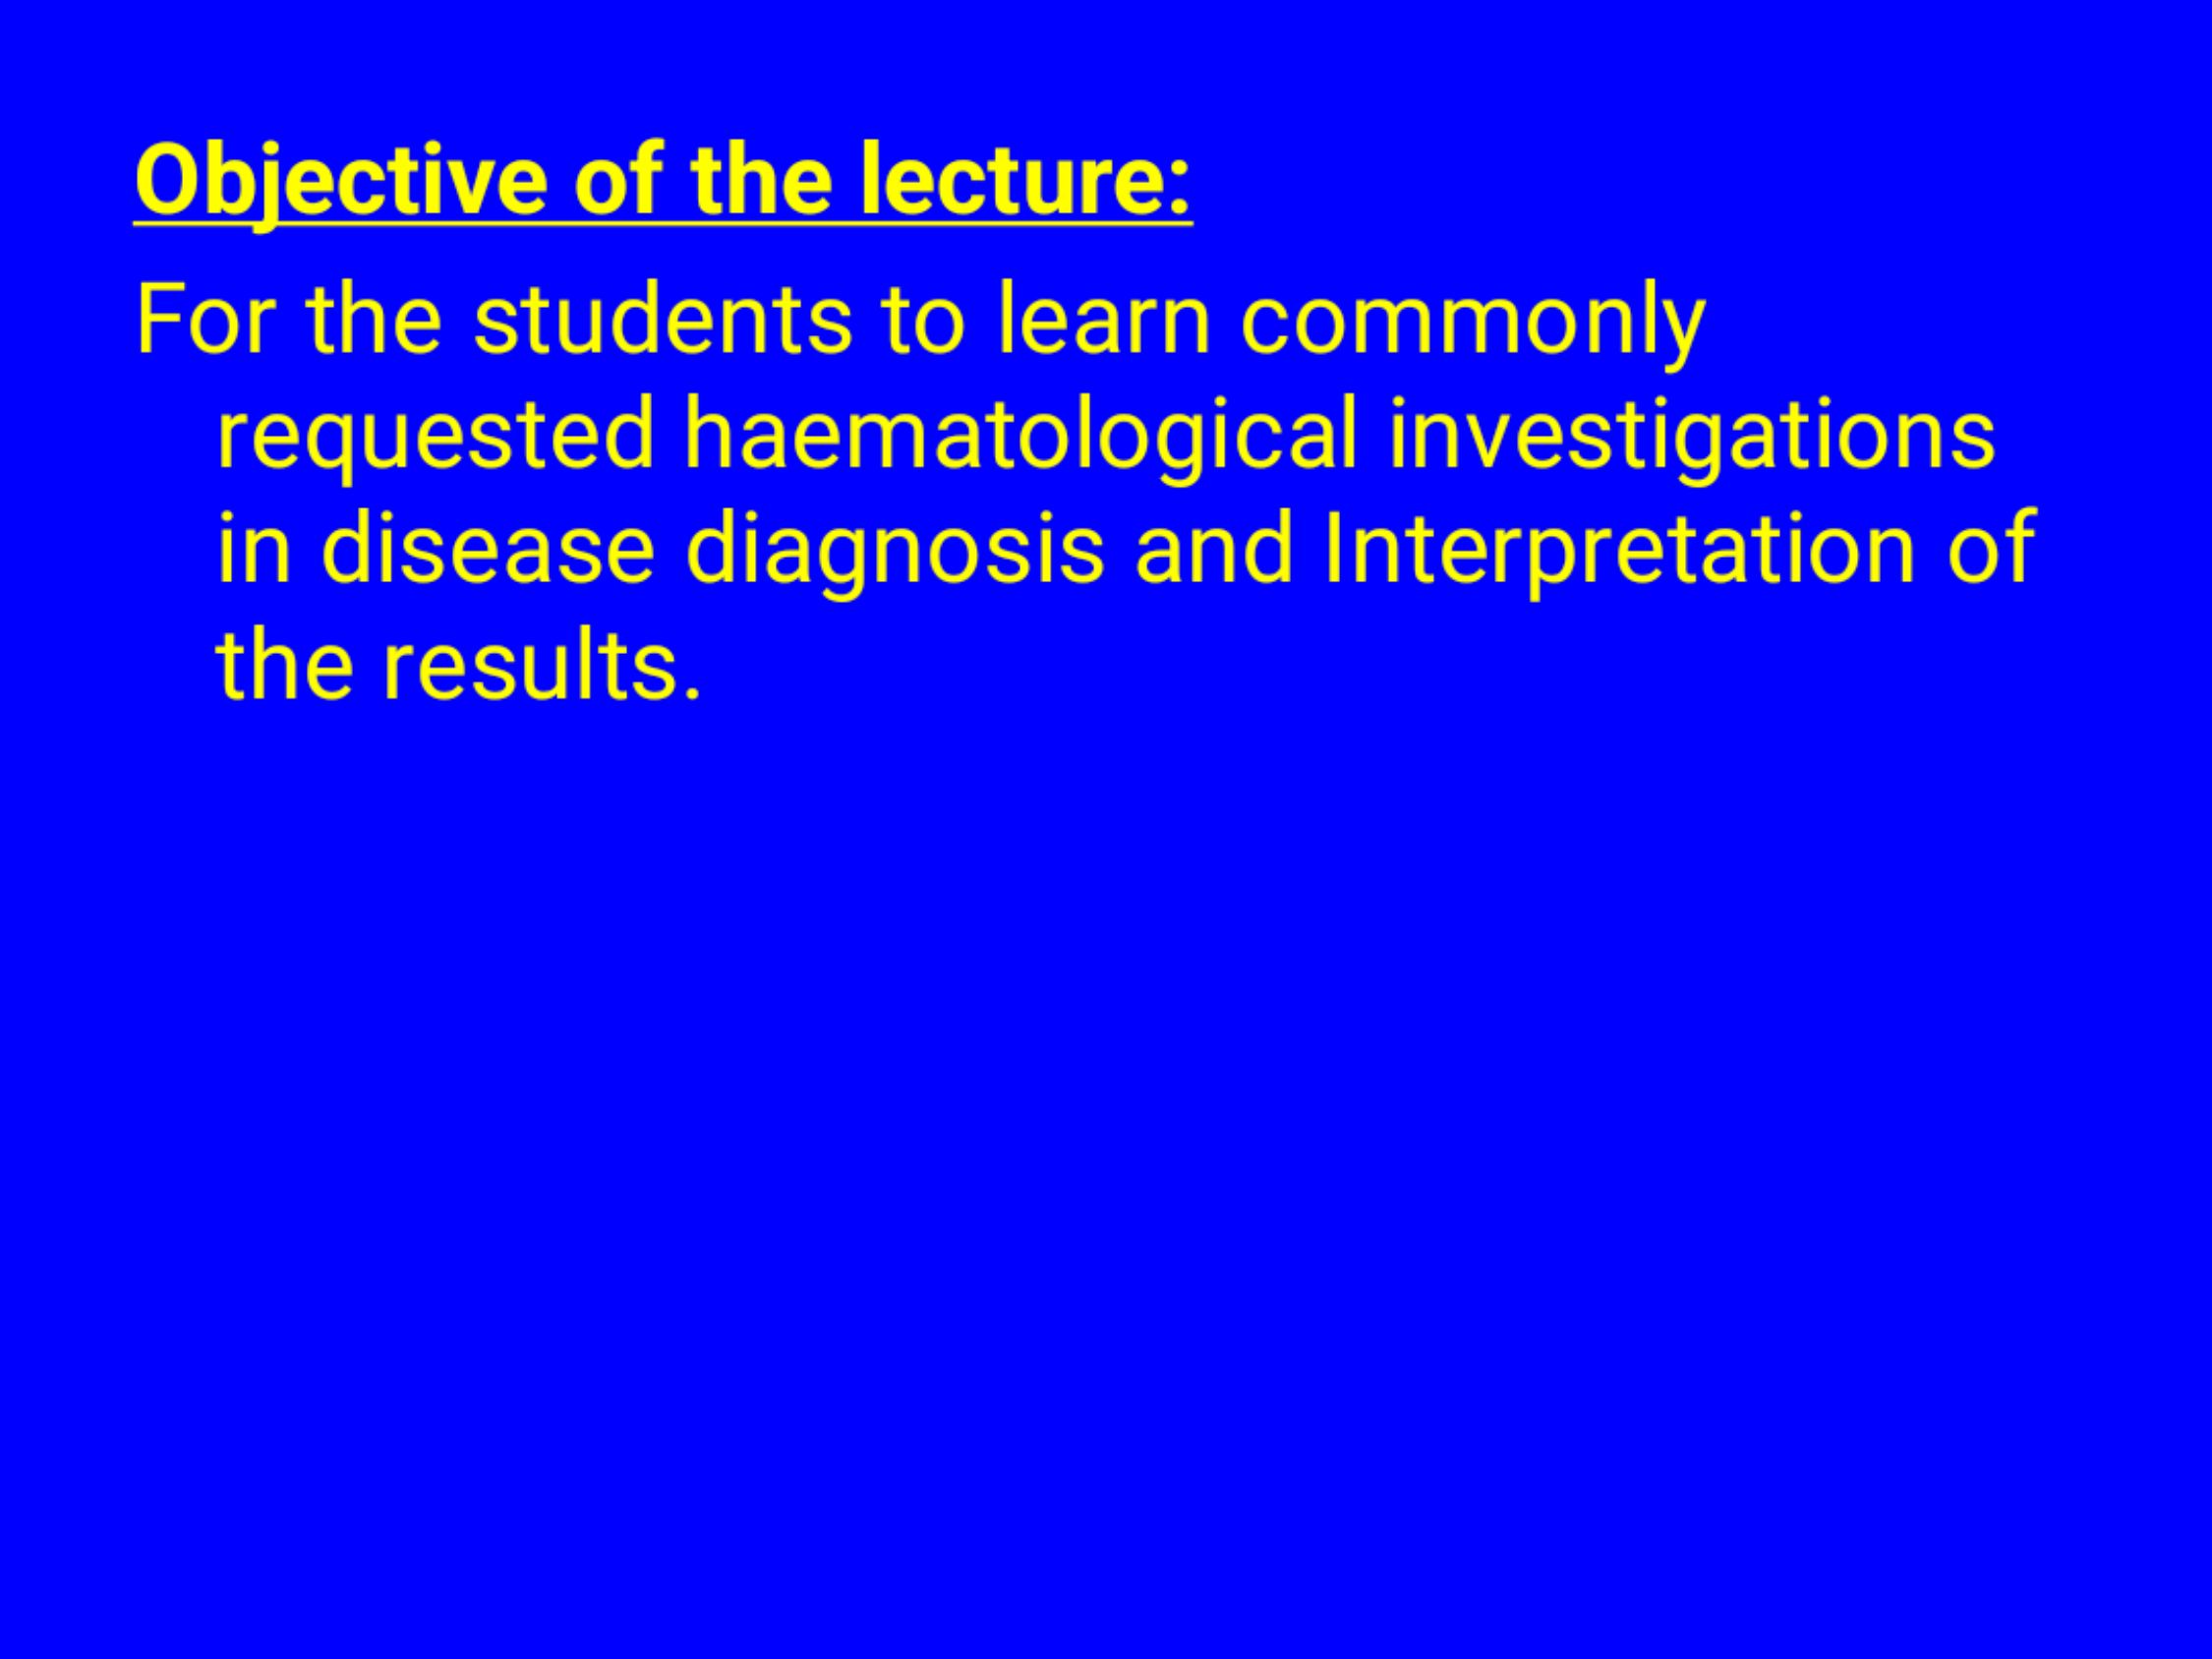 Objective of the lecture:
For the students to learn commonly
requested haematological investigations
in disease diagnosis and Interpretation of
the results.